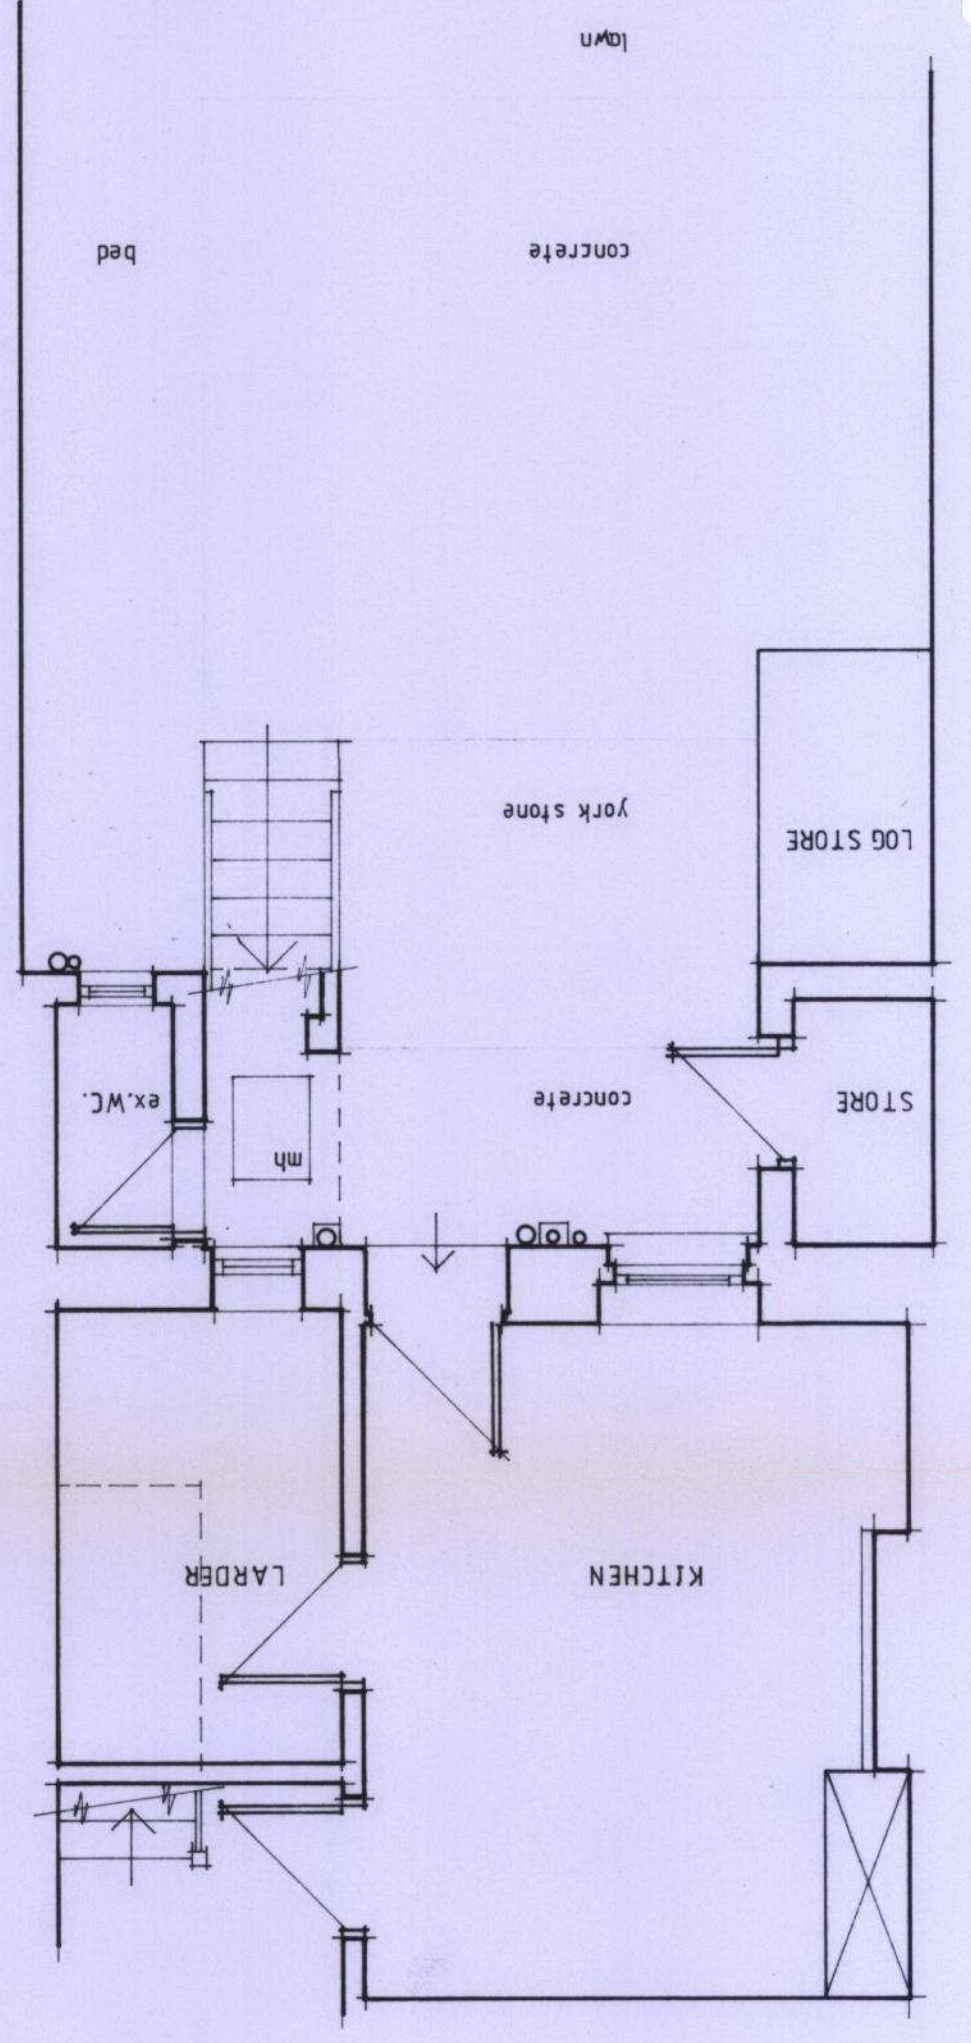 KITCHEN
LARDER
mh
concrete
STORE
ex.WC.
LOG STORE
york stone
concrete
bed
lawn